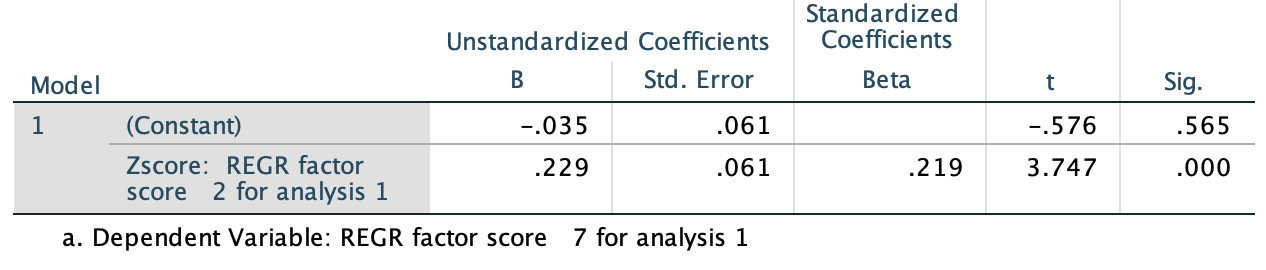 Unstandardized Coefficients Standardized Coefficients
Model B Std. Error Beta t Sig.
1 (Constant) -.035 .061 -.576 .565
Zscore: REGR factor score 2 for analysis 1 .229 .061 .219 3.747 .000
a. Dependent Variable: REGR factor score 7 for analysis 1